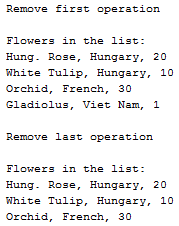 Remove first operation
Flowers in the list:
Hung. Rose, Hungary, 20
White Tulip, Hungary, 10
Orchid, French, 30
Gladiolus, Viet Nam, 1
Remove last operation
Flowers in the list:
Hung. Rose, Hungary, 20
White Tulip, Hungary, 10
Orchid, French, 30